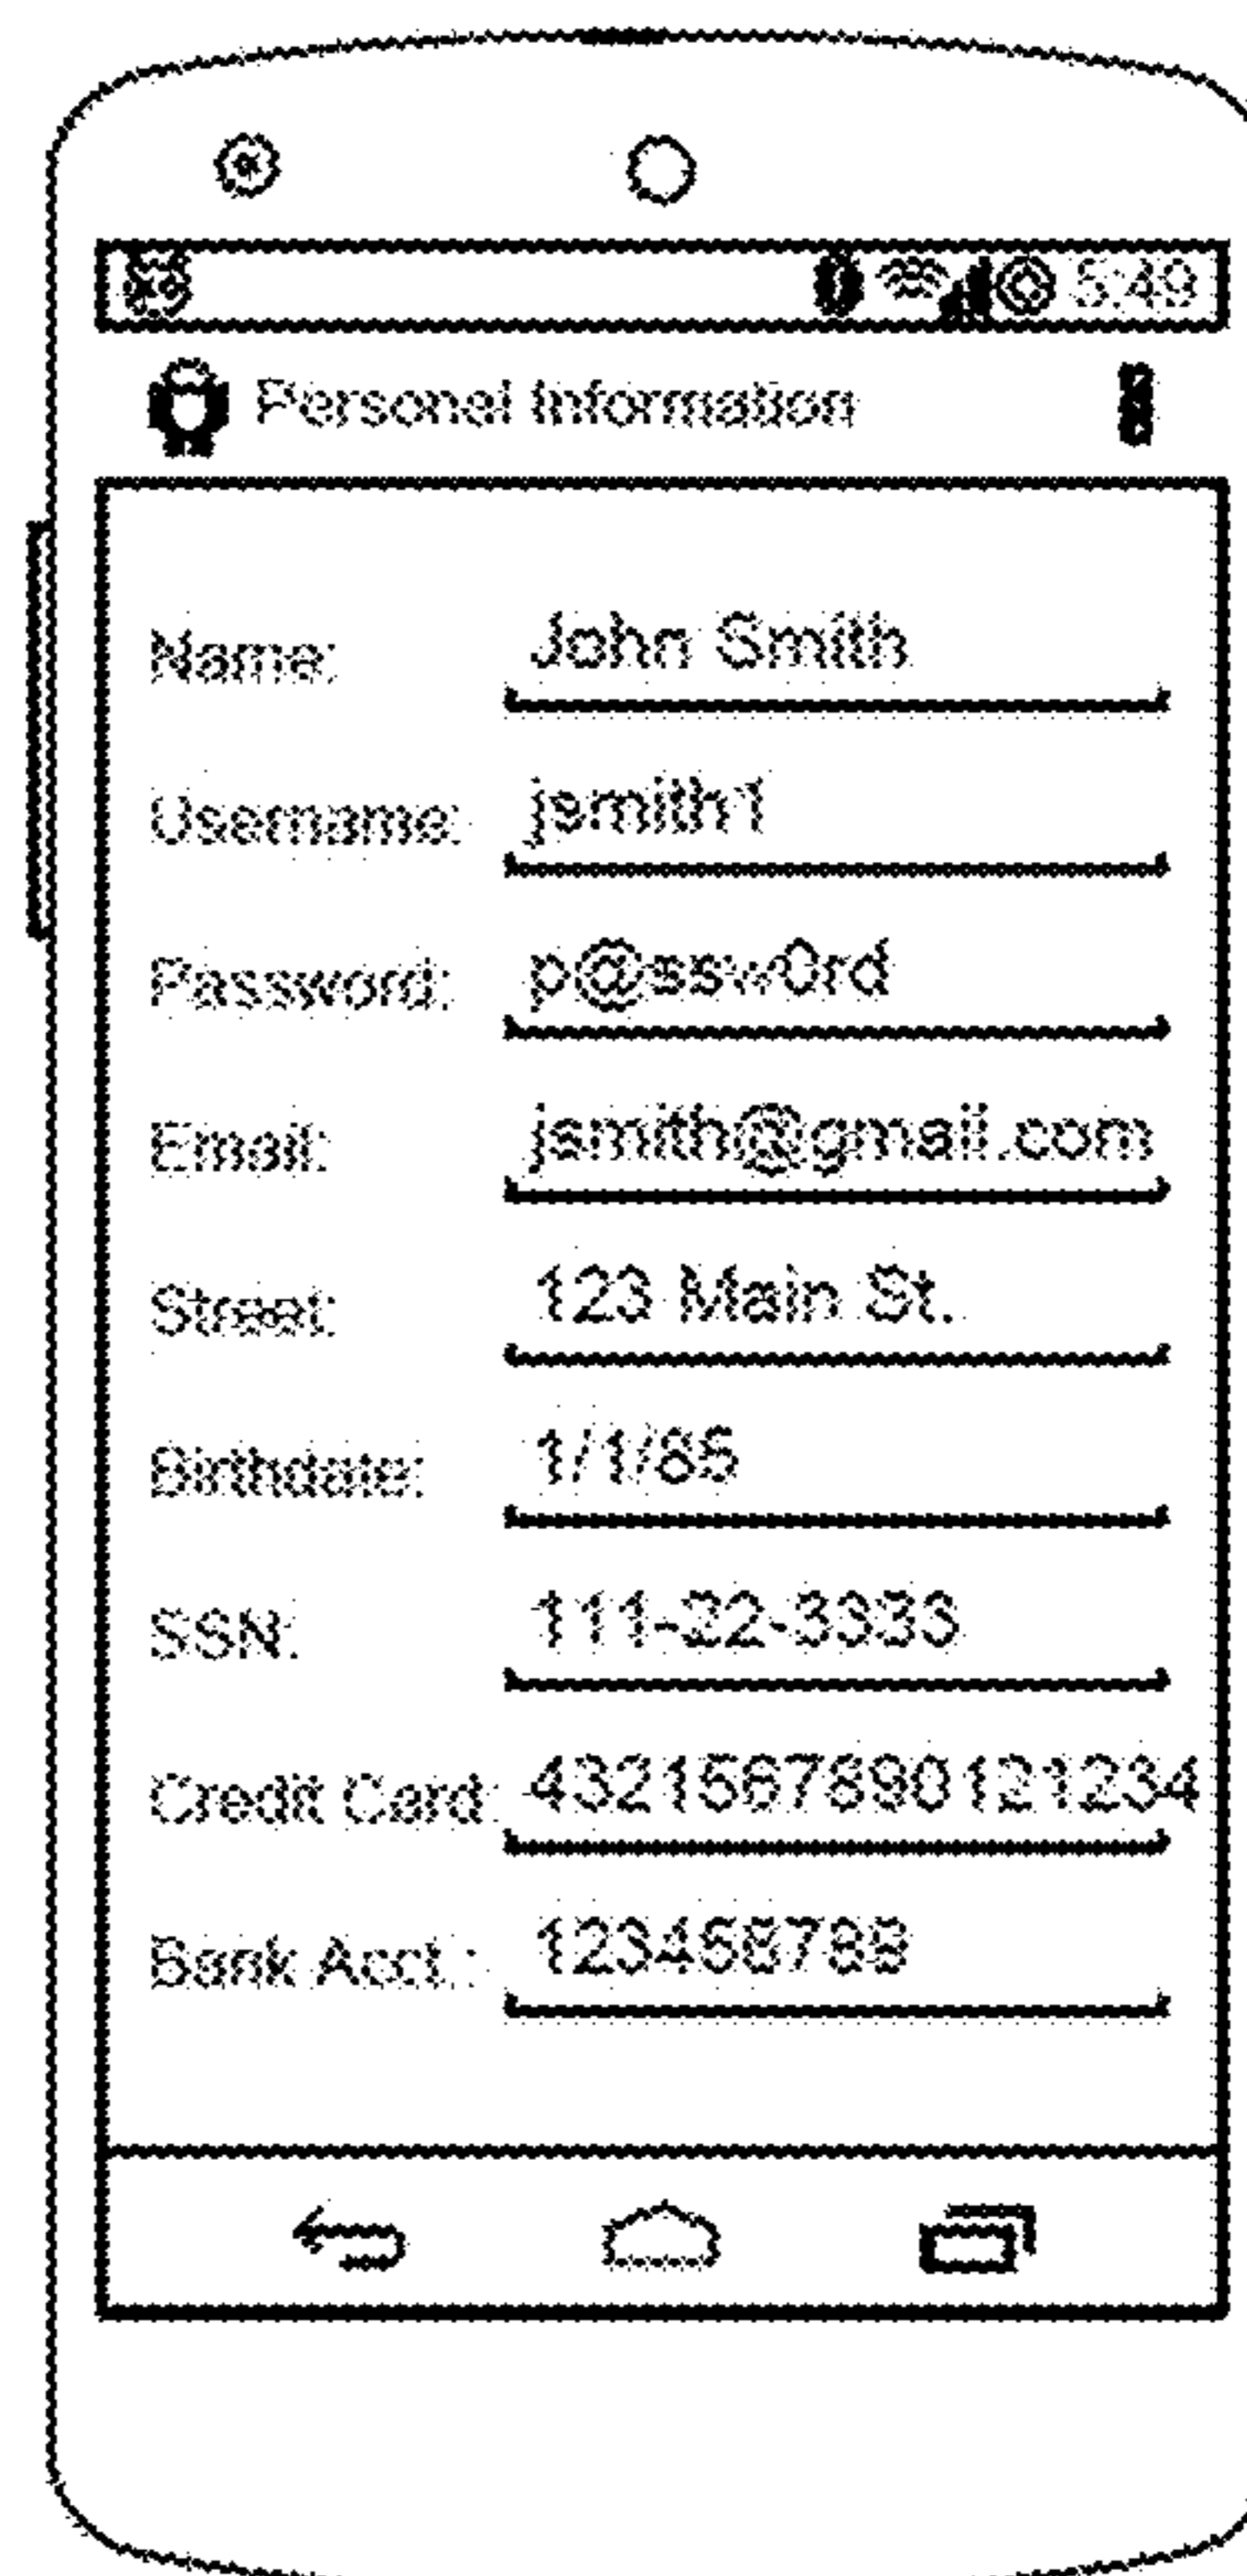 5:49
Personal Information
Name: John Smith
Username: jsmith1
Password: p@ssw0rd
Email: jsmith@gmail.com
Street: 123 Main St.
Birthdate: 1/1/85
SSN: 111-22-3333
Credit Card: 4321567890121234
Bank Acct.: 123456789